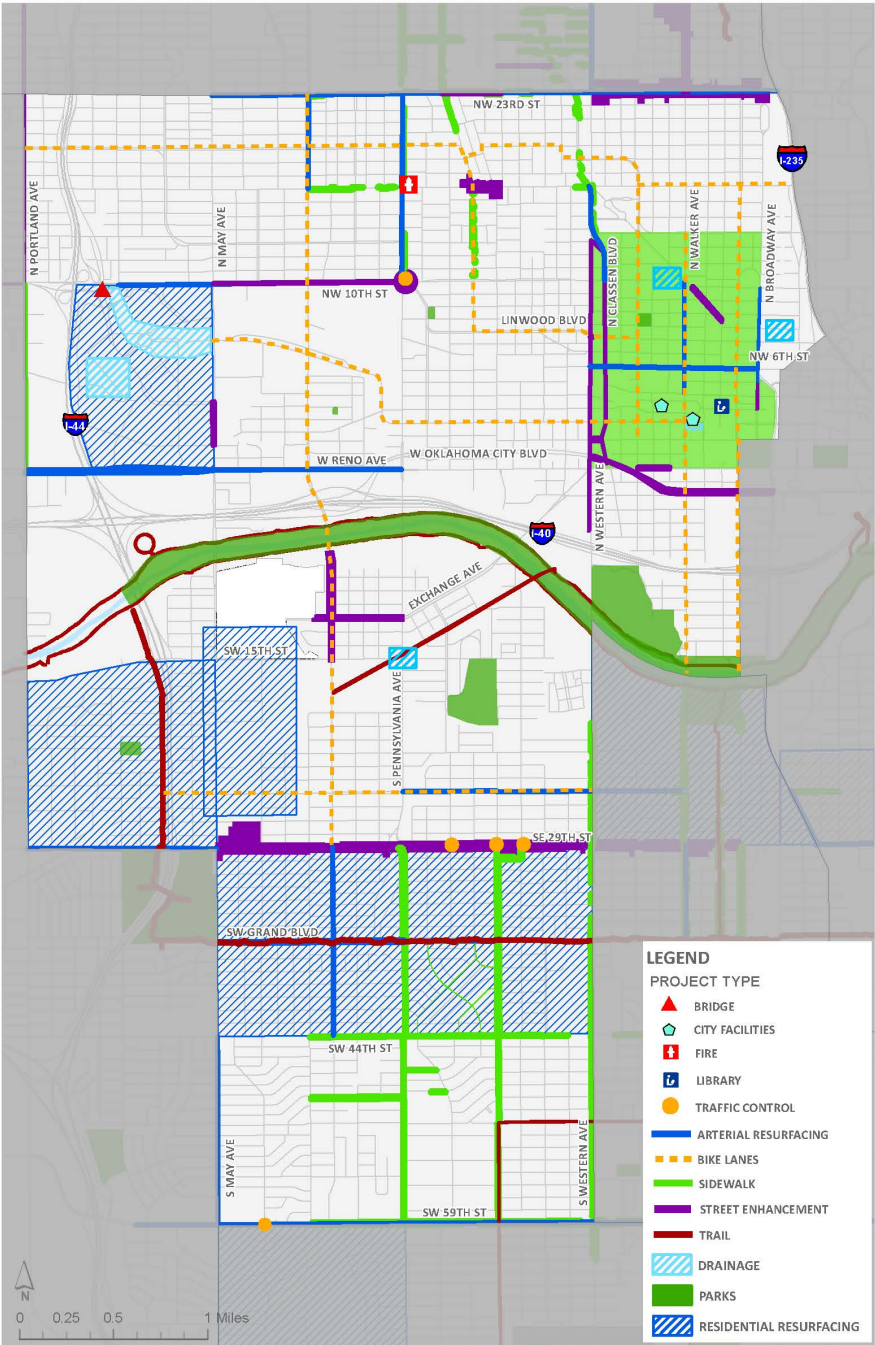 NW 23RD ST
I-235
N PORTLAND AVE
N MAY AVE
N WALKER AVE
N BROADWAY AVE
N CLASSEN BLVD
NW 10TH ST
LINWOOD BLVD
NW 6TH ST
I-44
W RENO AVE
W OKLAHOMA CITY BLVD
N WESTERN AVE
I-40
EXCHANGE AVE
SW 15TH ST
S PENNSYLVANIA AVE
SE 29TH ST
SW GRAND BLVD
SW 44TH ST
S MAY AVE
S WESTERN AVE
SW 59TH ST
LEGEND
PROJECT TYPE
BRIDGE
CITY FACILITIES
FIRE
LIBRARY
TRAFFIC CONTROL
ARTERIAL RESURFACING
BIKE LANES
SIDEWALK
STREET ENHANCEMENT
TRAIL
DRAINAGE
PARKS
RESIDENTIAL RESURFACING
N
0 0.25 0.5 1 Miles